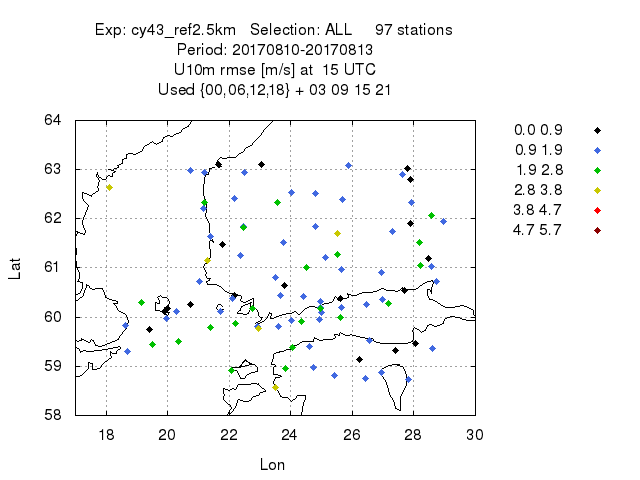 Exp: cy43_ref2.5km Selection: ALL 97 stations
Period: 20170810-20170813
U10m rmse [m/s] at 15 UTC
Used {00,06,12,18} + 03 09 15 21
64
63
62
61
60
59
58
Lat
18 20 22 24 26 28 30
Lon
0.0 0.9
0.9 1.9
1.9 2.8
2.8 3.8
3.8 4.7
4.7 5.7